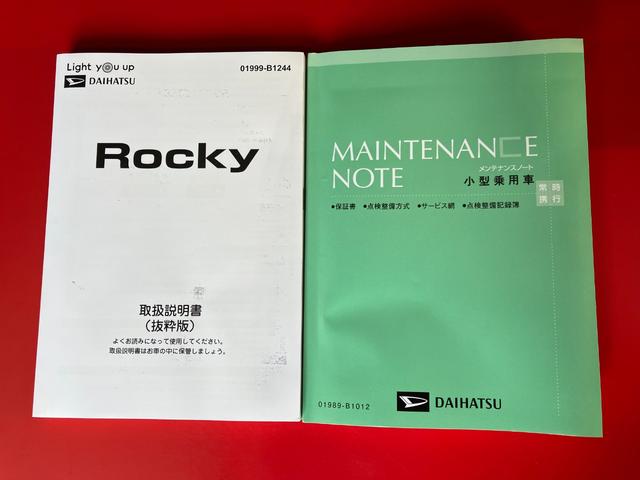 Light you up
DAIHATSU
01999-B1244
Rocky
取扱説明書
（抜粋版）
よくお読みになって使用してください。
取扱説明書はお車の中に保管しましょう。
MAINTENANCE
NOTE
メンテナンスノート
小型乗用車
常時
携行
●保証書 ●点検整備方式 ●サービス網 ●点検整備記録簿
01989-B1012
DAIHATSU